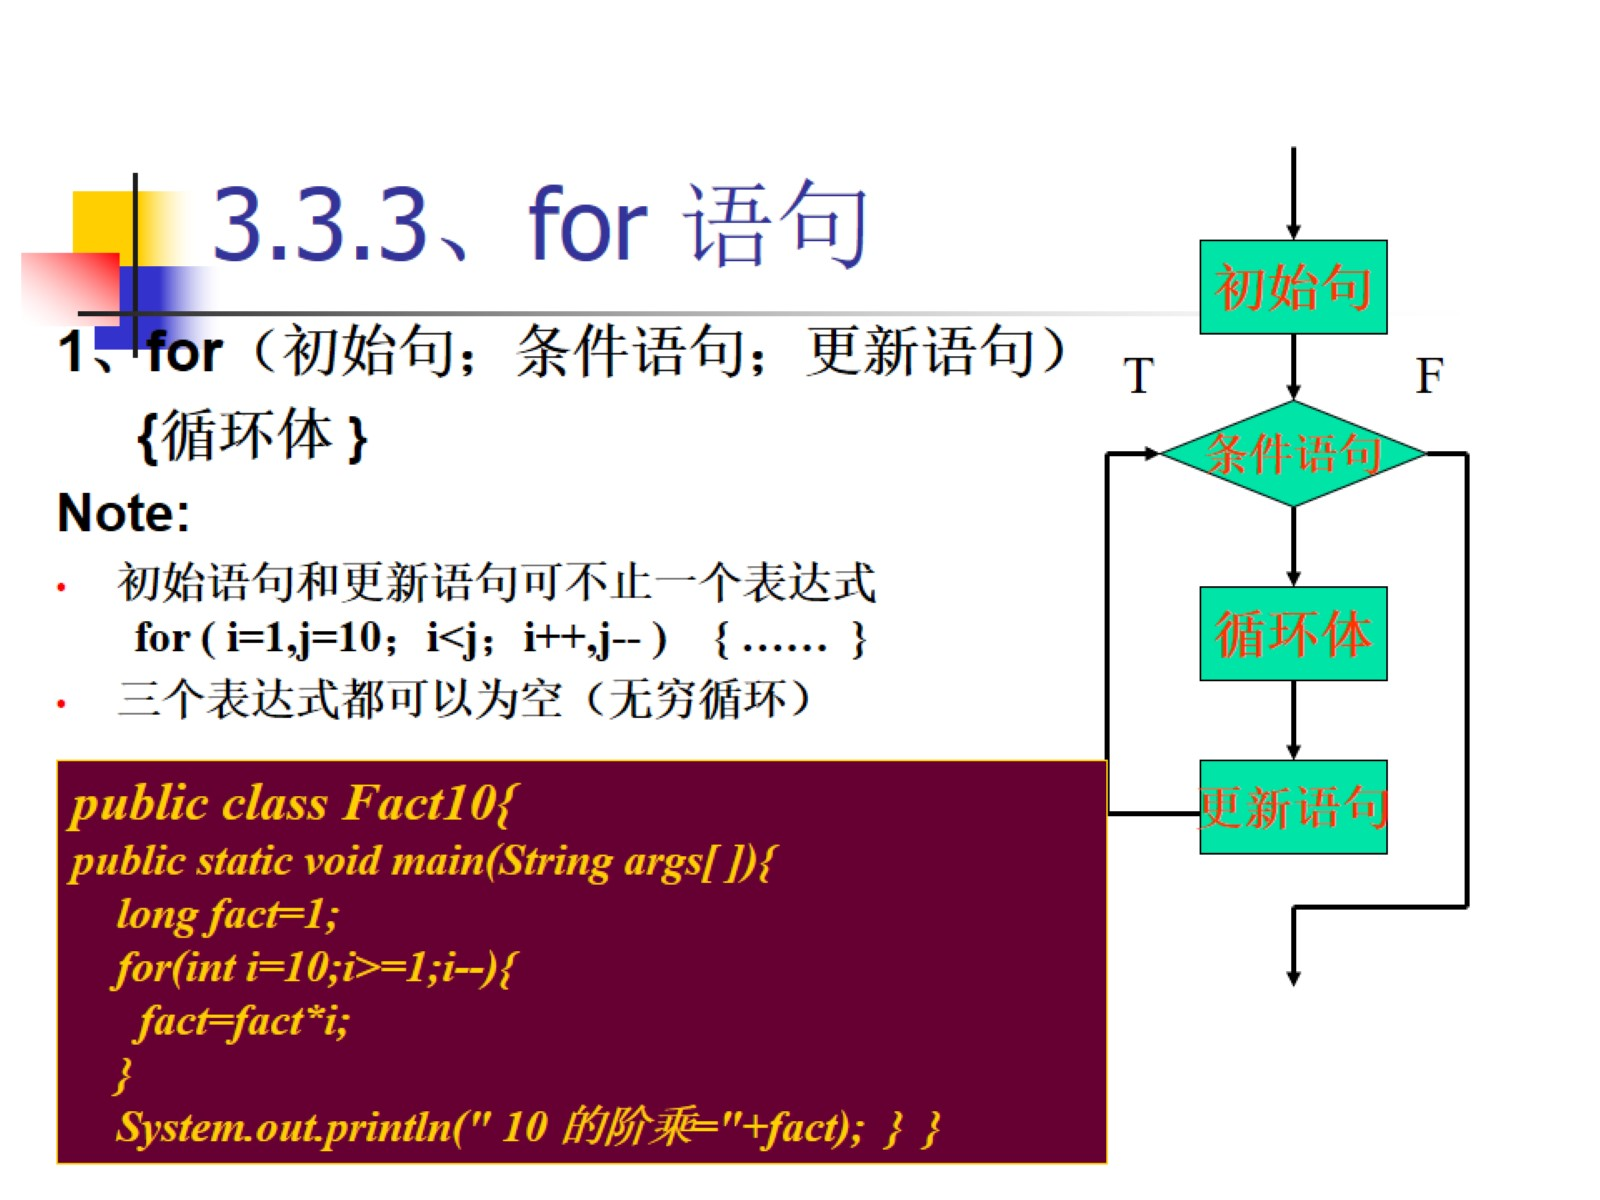 3.3.3、for 语句
1、for（初始句；条件语句；更新语句）
{循环体 }
Note:
• 初始语句和更新语句可不止一个表达式
for ( i=1,j=10；i<j；i++,j-- ) { …… }
• 三个表达式都可以为空（无穷循环）
public class Fact10{
public static void main(String args[ ]){
long fact=1;
for(int i=10;i>=1;i--){
fact=fact*i;
}
System.out.println(" 10 的阶乘="+fact); } }
初始句
T
F
条件语句
循环体
更新语句